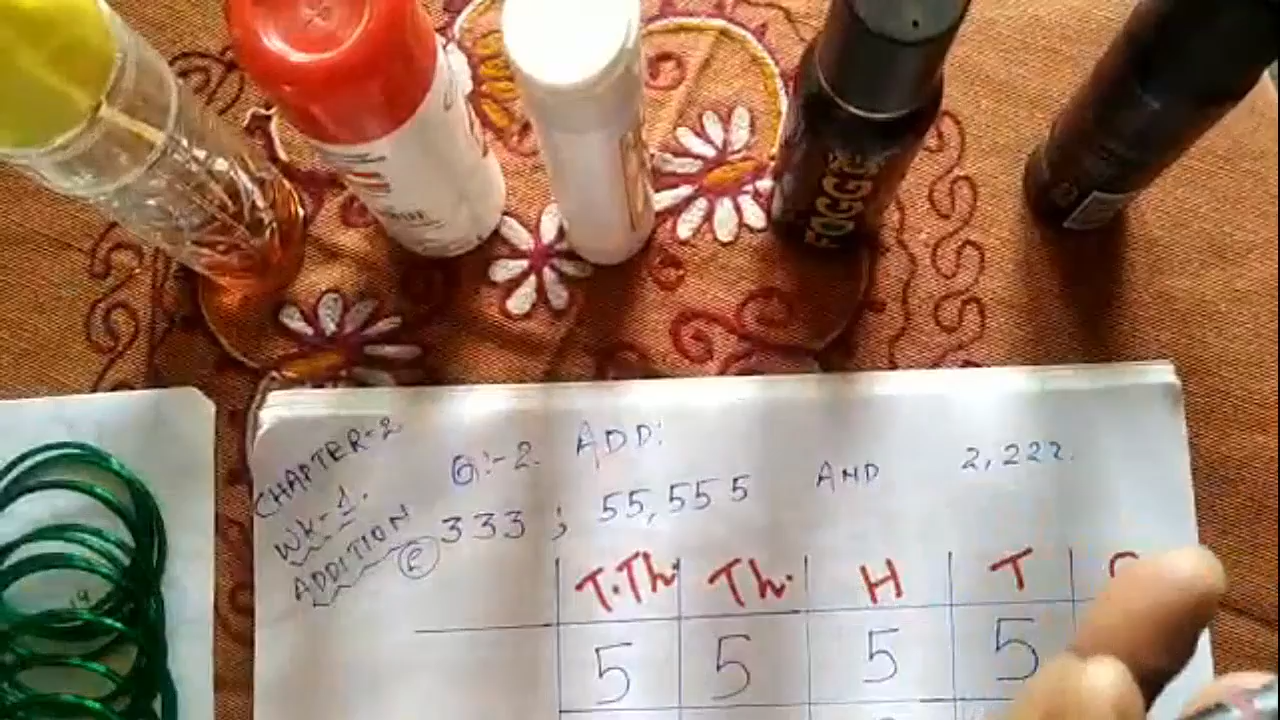 FOGG
CHAPTER-2
WK-1.
ADDITION
Q:-2. ADD:
(e) 333 ; 55,555 AND 2,222.
T.Th Th. H T
5 5 5 5